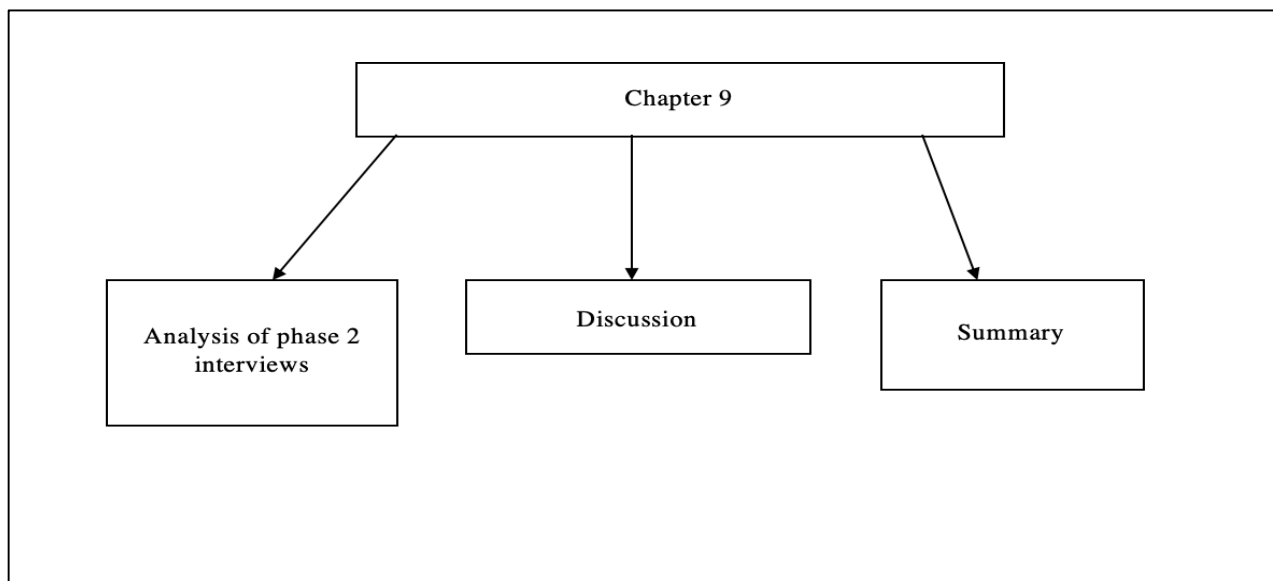 Chapter 9
Analysis of phase 2
interviews
Discussion
Summary